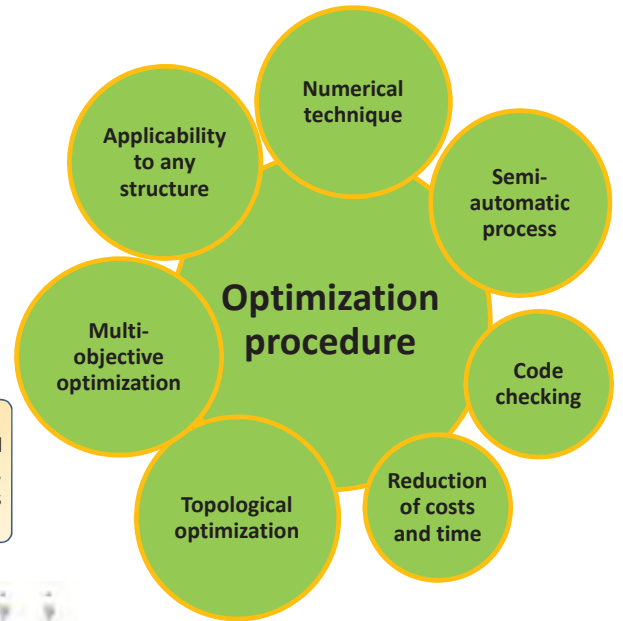 Numerical
technique
Applicability
to any
structure
Semi-
automatic
process
Optimization
procedure
Multi-
objective
optimization
Code
checking
Topological
optimization
Reduction
of costs
and time